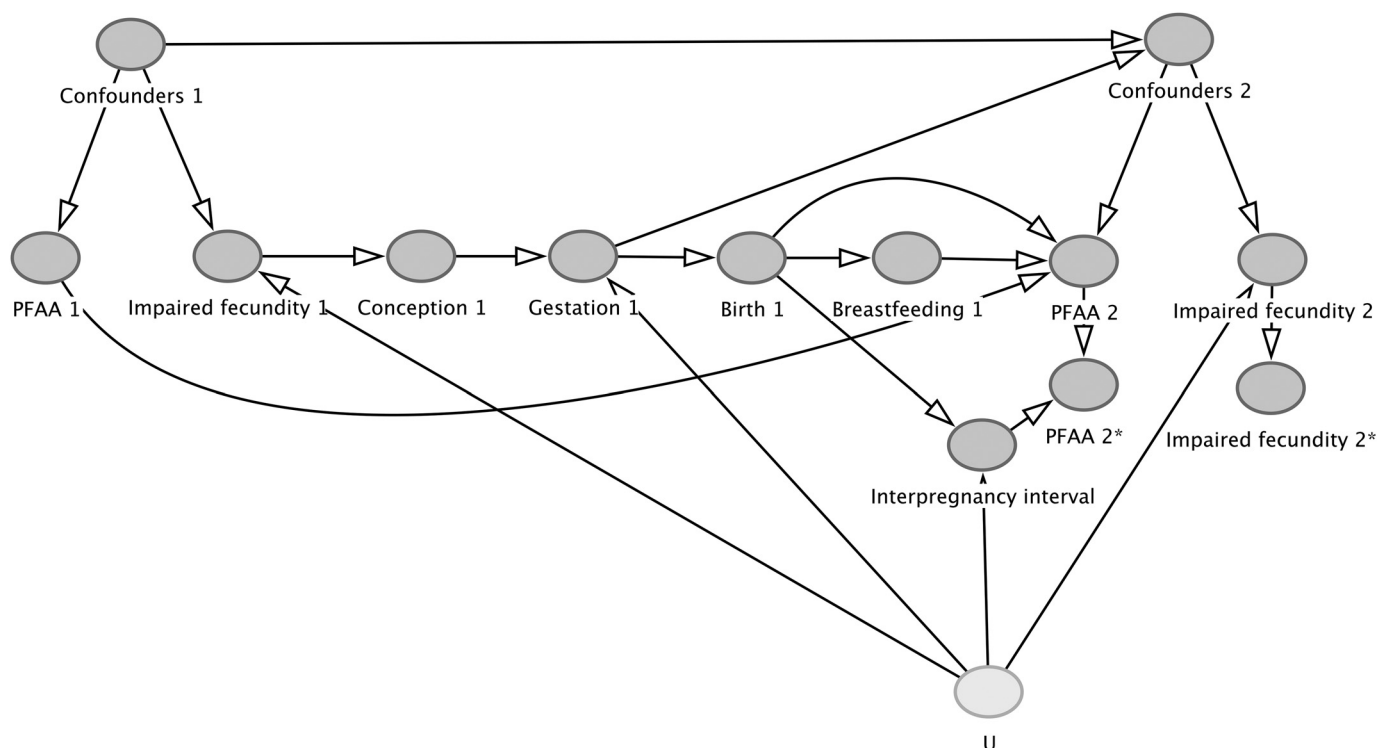 Confounders 1
Confounders 2
PFAA 1
Impaired fecundity 1
Conception 1
Gestation 1
Birth 1
Breastfeeding 1
PFAA 2
Impaired fecundity 2
PFAA 2*
Impaired fecundity 2*
Interpregnancy interval
U